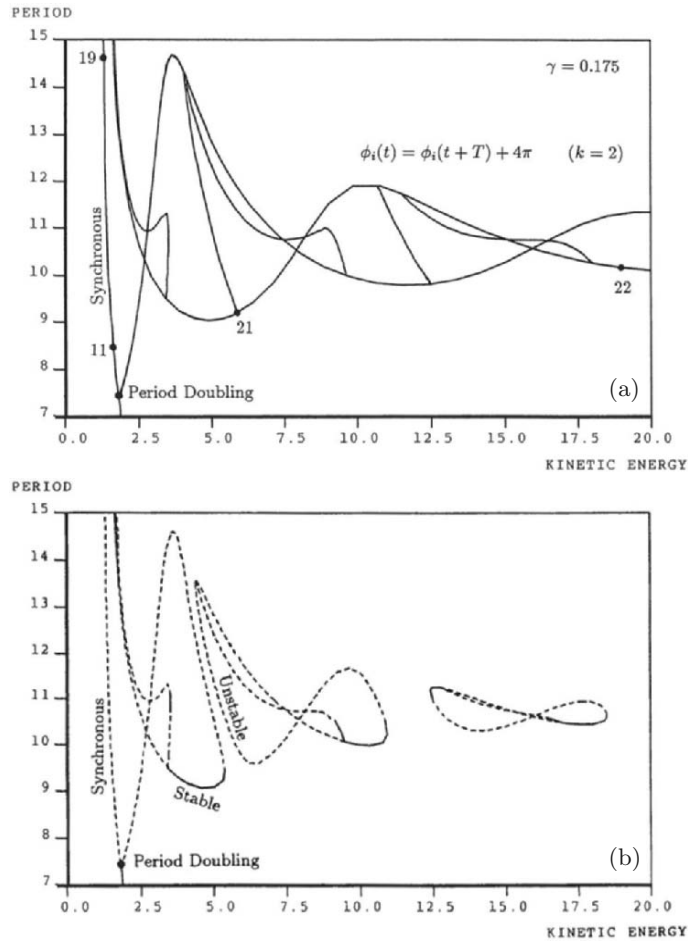 PERIOD
15
14
13
12
11
10
9
8
7
19
11
Synchronous
Period Doubling
21
22
γ = 0.175
ϕᵢ(t) = ϕᵢ(t + T) + 4π (k = 2)
(a)
0.0 2.5 5.0 7.5 10.0 12.5 15.0 17.5 20.0
KINETIC ENERGY
PERIOD
15
14
13
12
11
10
9
8
7
Synchronous
Stable
Unstable
Period Doubling
(b)
0.0 2.5 5.0 7.5 10.0 12.5 15.0 17.5 20.0
KINETIC ENERGY